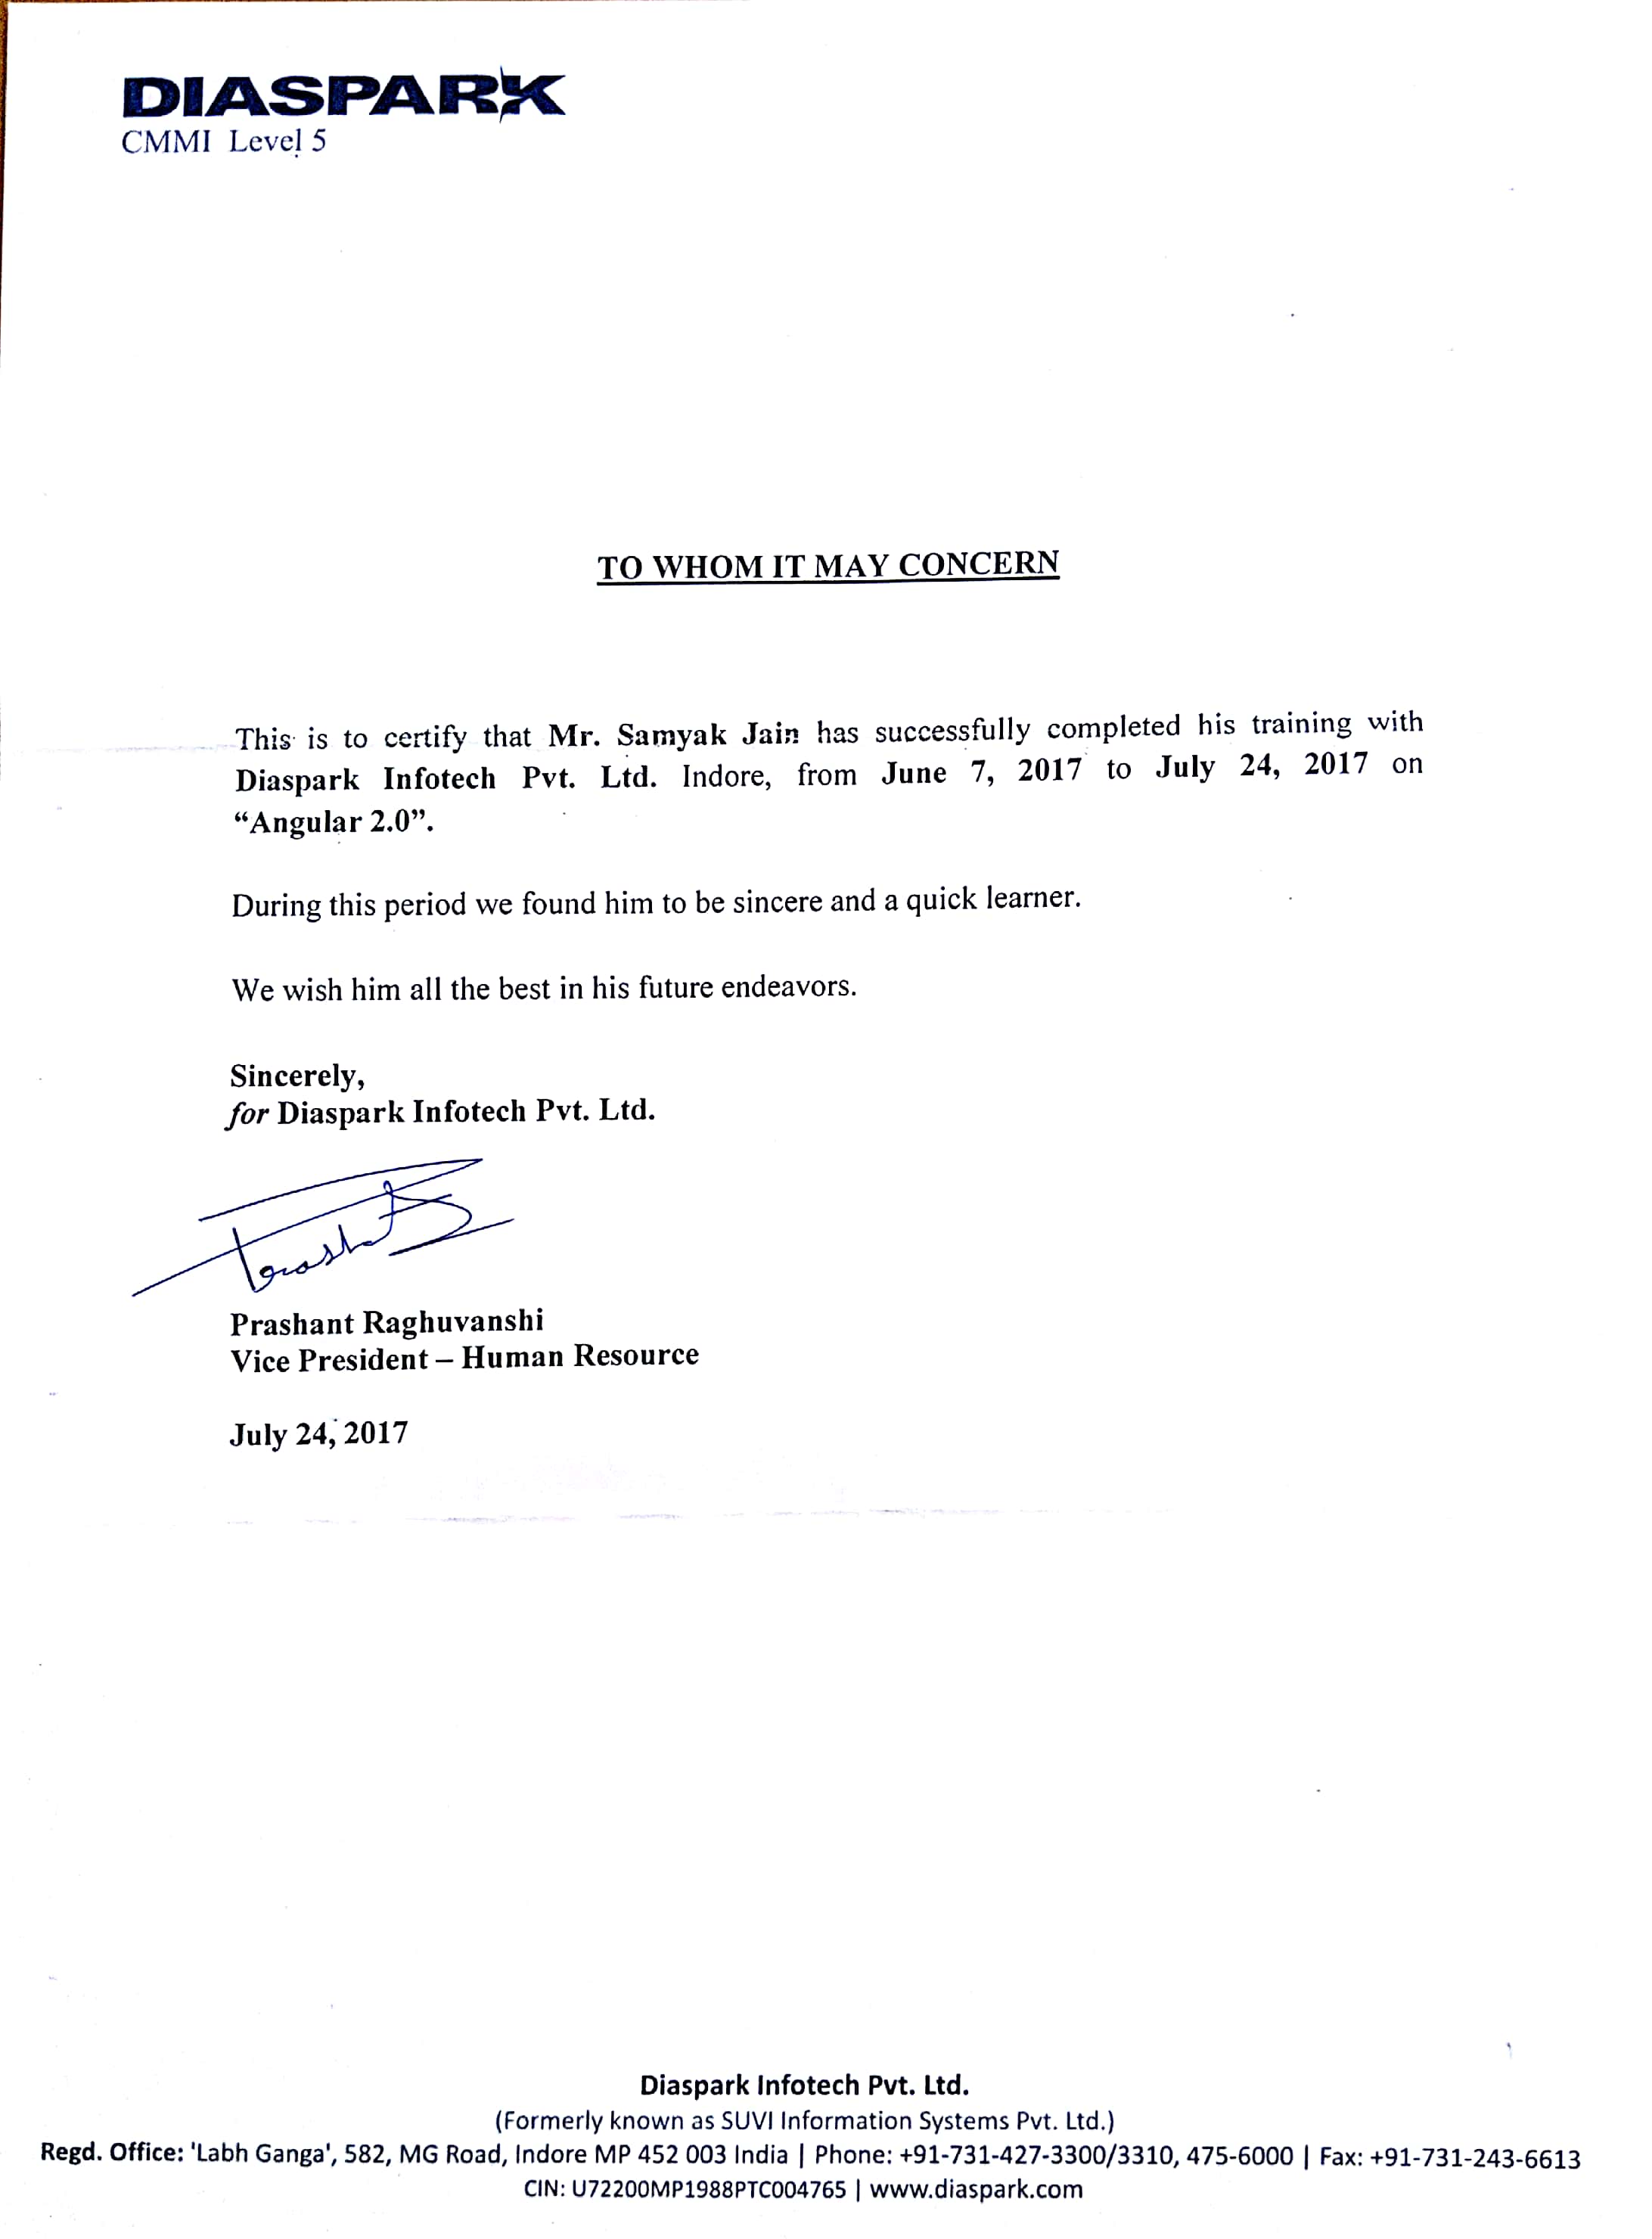 DIASPARK
CMMI Level 5
TO WHOM IT MAY CONCERN
This is to certify that Mr. Samyak Jain has successfully completed his training with
Diaspark Infotech Pvt. Ltd. Indore, from June 7, 2017 to July 24, 2017 on
“Angular 2.0”.
During this period we found him to be sincere and a quick learner.
We wish him all the best in his future endeavors.
Sincerely,
for Diaspark Infotech Pvt. Ltd.
Prashant Raghuvanshi
Vice President – Human Resource
July 24, 2017
Diaspark Infotech Pvt. Ltd.
(Formerly known as SUVI Information Systems Pvt. Ltd.)
Regd. Office: 'Labh Ganga', 582, MG Road, Indore MP 452 003 India | Phone: +91-731-427-3300/3310, 475-6000 | Fax: +91-731-243-6613
CIN: U72200MP1988PTC004765 | www.diaspark.com